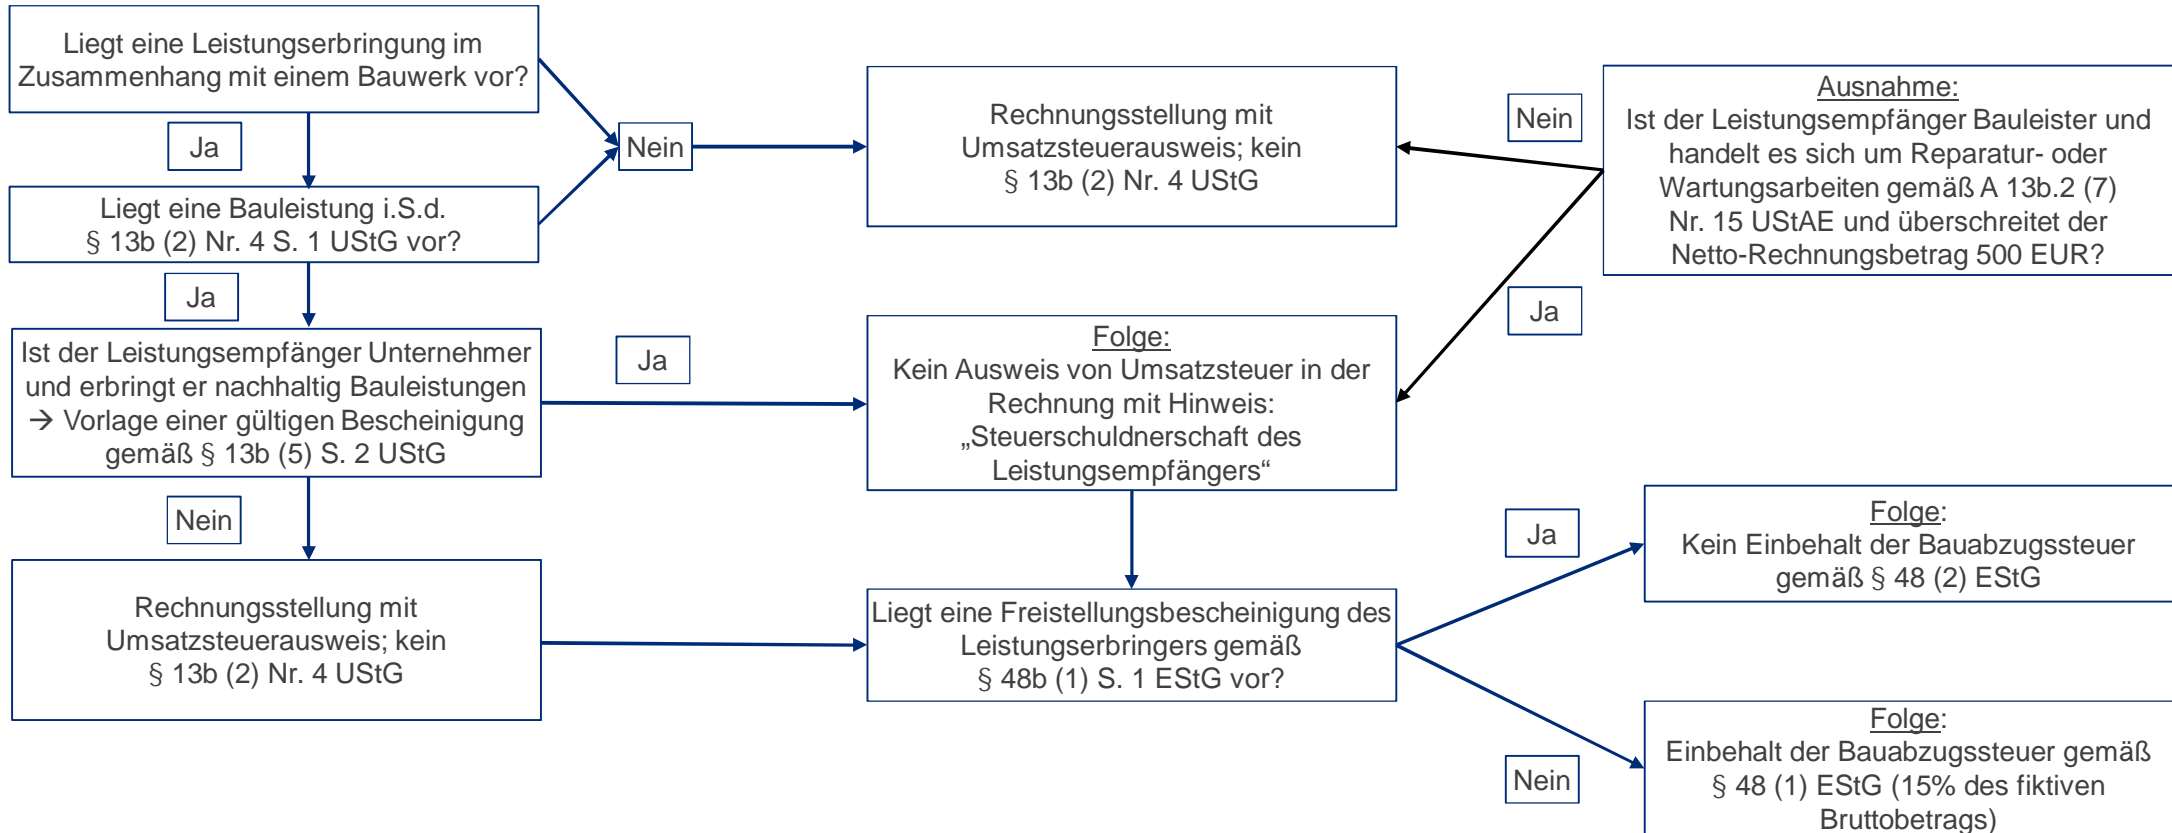 Liegt eine Leistungserbringung im
Zusammenhang mit einem Bauwerk vor?
Ja
Liegt eine Bauleistung i.S.d.
§ 13b (2) Nr. 4 S. 1 UStG vor?
Ja
Ist der Leistungsempfänger Unternehmer
und erbringt er nachhaltig Bauleistungen
→ Vorlage einer gültigen Bescheinigung
gemäß § 13b (5) S. 2 UStG
Nein
Rechnungsstellung mit
Umsatzsteuerausweis; kein
§ 13b (2) Nr. 4 UStG
Nein
Rechnungsstellung mit
Umsatzsteuerausweis; kein
§ 13b (2) Nr. 4 UStG
Ja
Folge:
Kein Ausweis von Umsatzsteuer in der
Rechnung mit Hinweis:
„Steuerschuldnerschaft des
Leistungsempfängers“
Liegt eine Freistellungsbescheinigung des
Leistungserbringers gemäß
§ 48b (1) S. 1 EStG vor?
Nein
Ausnahme:
Ist der Leistungsempfänger Bauleister und
handelt es sich um Reparatur- oder
Wartungsarbeiten gemäß A 13b.2 (7)
Nr. 15 UStAE und überschreitet der
Netto-Rechnungsbetrag 500 EUR?
Ja
Ja
Folge:
Kein Einbehalt der Bauabzugssteuer
gemäß § 48 (2) EStG
Nein
Folge:
Einbehalt der Bauabzugssteuer gemäß
§ 48 (1) EStG (15% des fiktiven
Bruttobetrags)